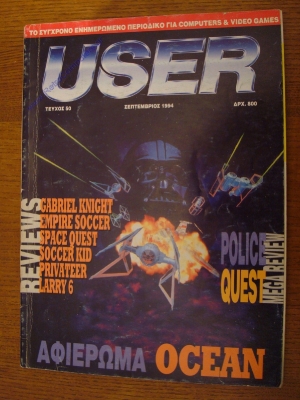 ΤΟ ΣΥΓΧΡΟΝΟ ΕΝΗΜΕΡΩΜΕΝΟ ΠΕΡΙΟΔΙΚΟ ΓΙΑ COMPUTERS & VIDEO GAMES
USER
ΤΕΥΧΟΣ 50
ΣΕΠΤΕΜΒΡΙΟΣ 1994
ΔΡΧ. 800
REVIEWS
GABRIEL KNIGHT
EMPIRE SOCCER
SPACE QUEST
SOCCER KID
PRIVATEER
LARRY 6
POLICE
QUEST
MEGA REVIEW
ΑΦΙΕΡΩΜΑ OCEAN